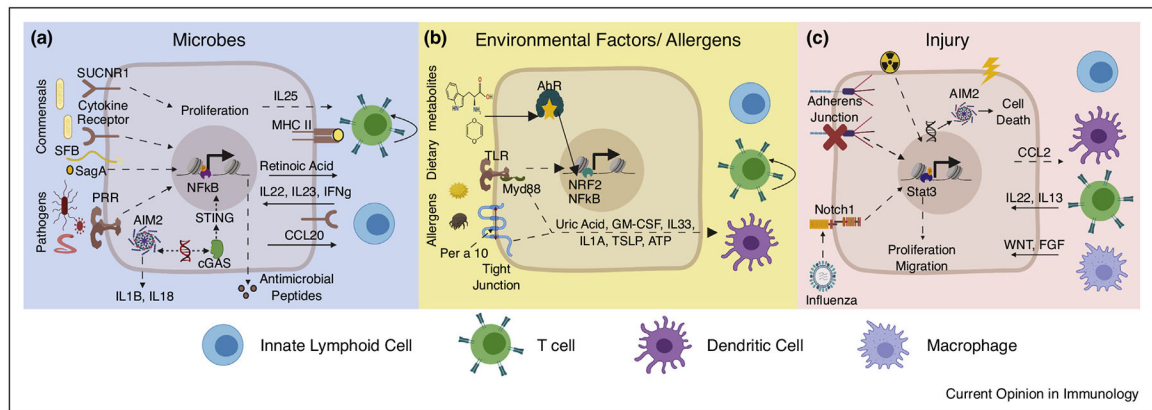 (a) Microbes
Commensals
SUCNR1
Cytokine
Receptor
SFB
SagA
Pathogens
PRR
Proliferation
NFkB
STING
AIM2
cGAS
IL1B, IL18
Antimicrobial
Peptides
IL25
MHC II
Retinoic Acid
IL22, IL23, IFNg
CCL20
(b) Environmental Factors/ Allergens
Dietary metabolites
Allergens
OH
NH₂
AhR
TLR
Myd88
NRF2
NFkB
Per a 10
Tight
Junction
Uric Acid, GM-CSF, IL33,
IL1A, TSLP, ATP
(c) Injury
Adherens
Junction
AIM2
Cell
Death
Stat3
Notch1
Influenza
Proliferation
Migration
CCL2
IL22, IL13
WNT, FGF
Innate Lymphoid Cell
T cell
Dendritic Cell
Macrophage
Current Opinion in Immunology